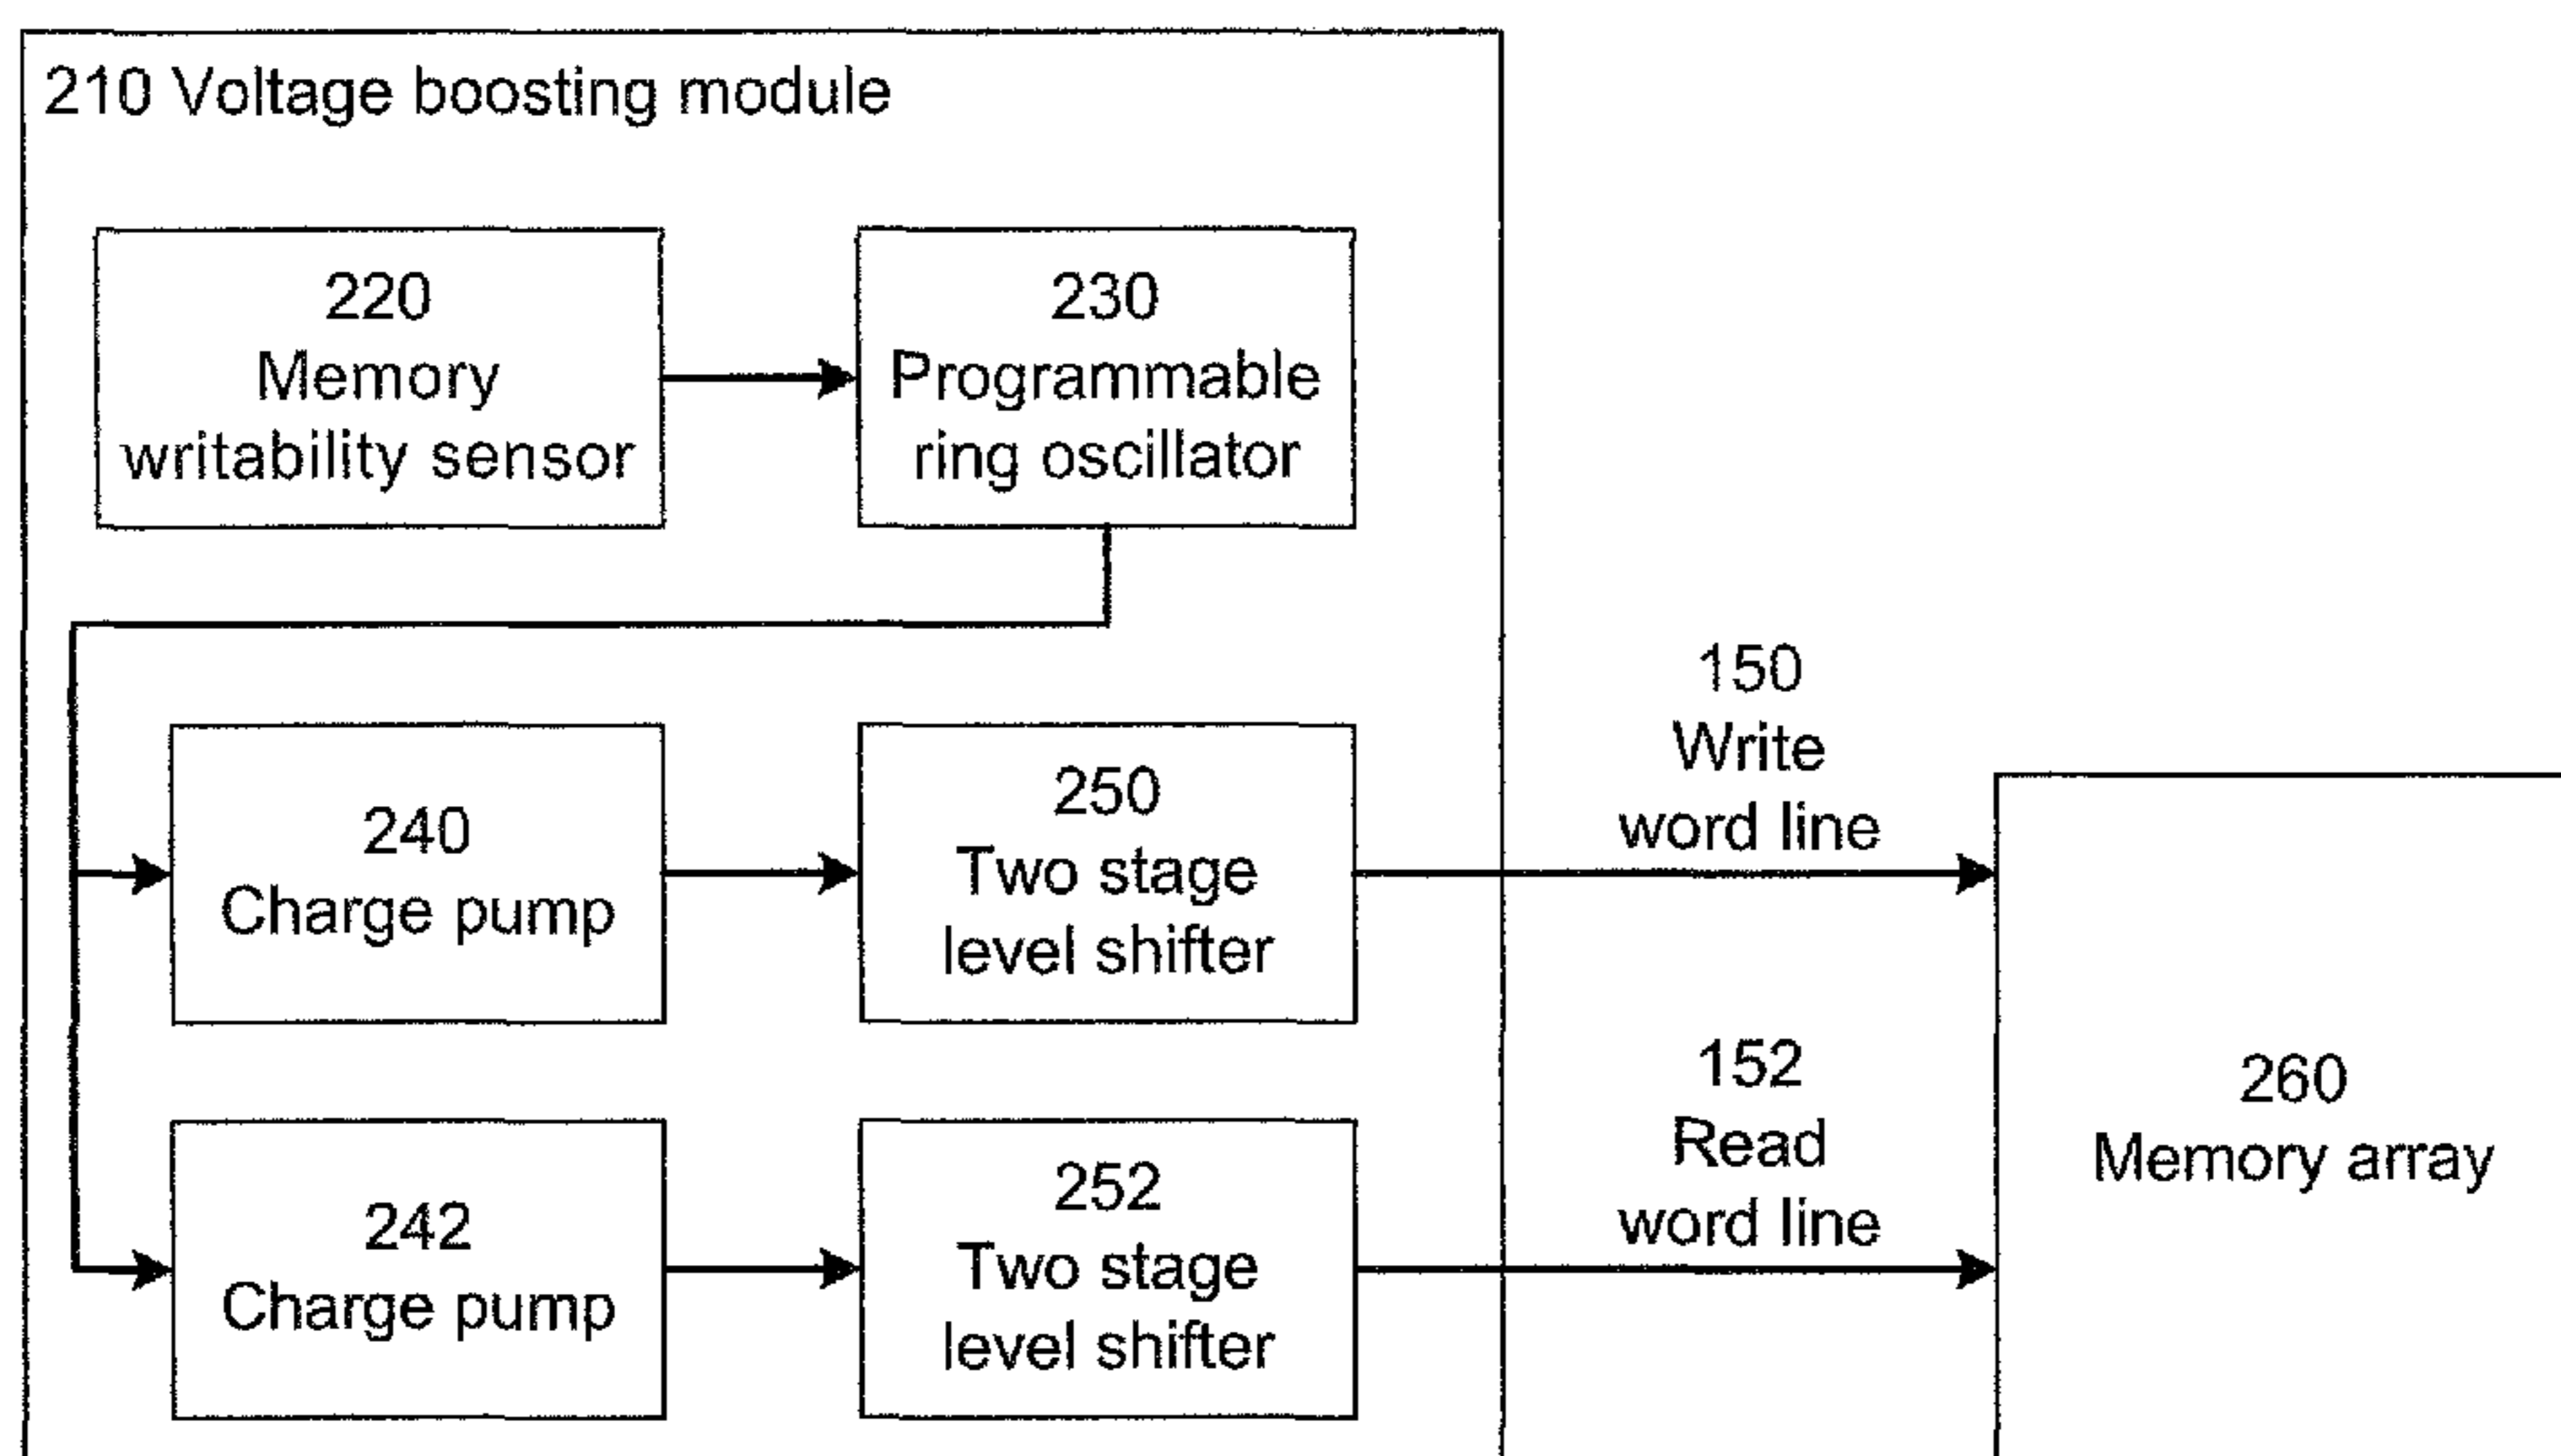 210 Voltage boosting module
220
Memory
writability sensor
230
Programmable
ring oscillator
240
Charge pump
250
Two stage
level shifter
150
Write
word line
242
Charge pump
252
Two stage
level shifter
152
Read
word line
260
Memory array